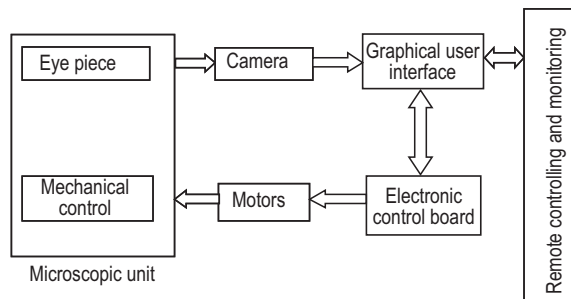 Eye piece
Camera
Graphical user
interface
Mechanical
control
Motors
Electronic
control board
Microscopic unit
Remote controlling and monitoring